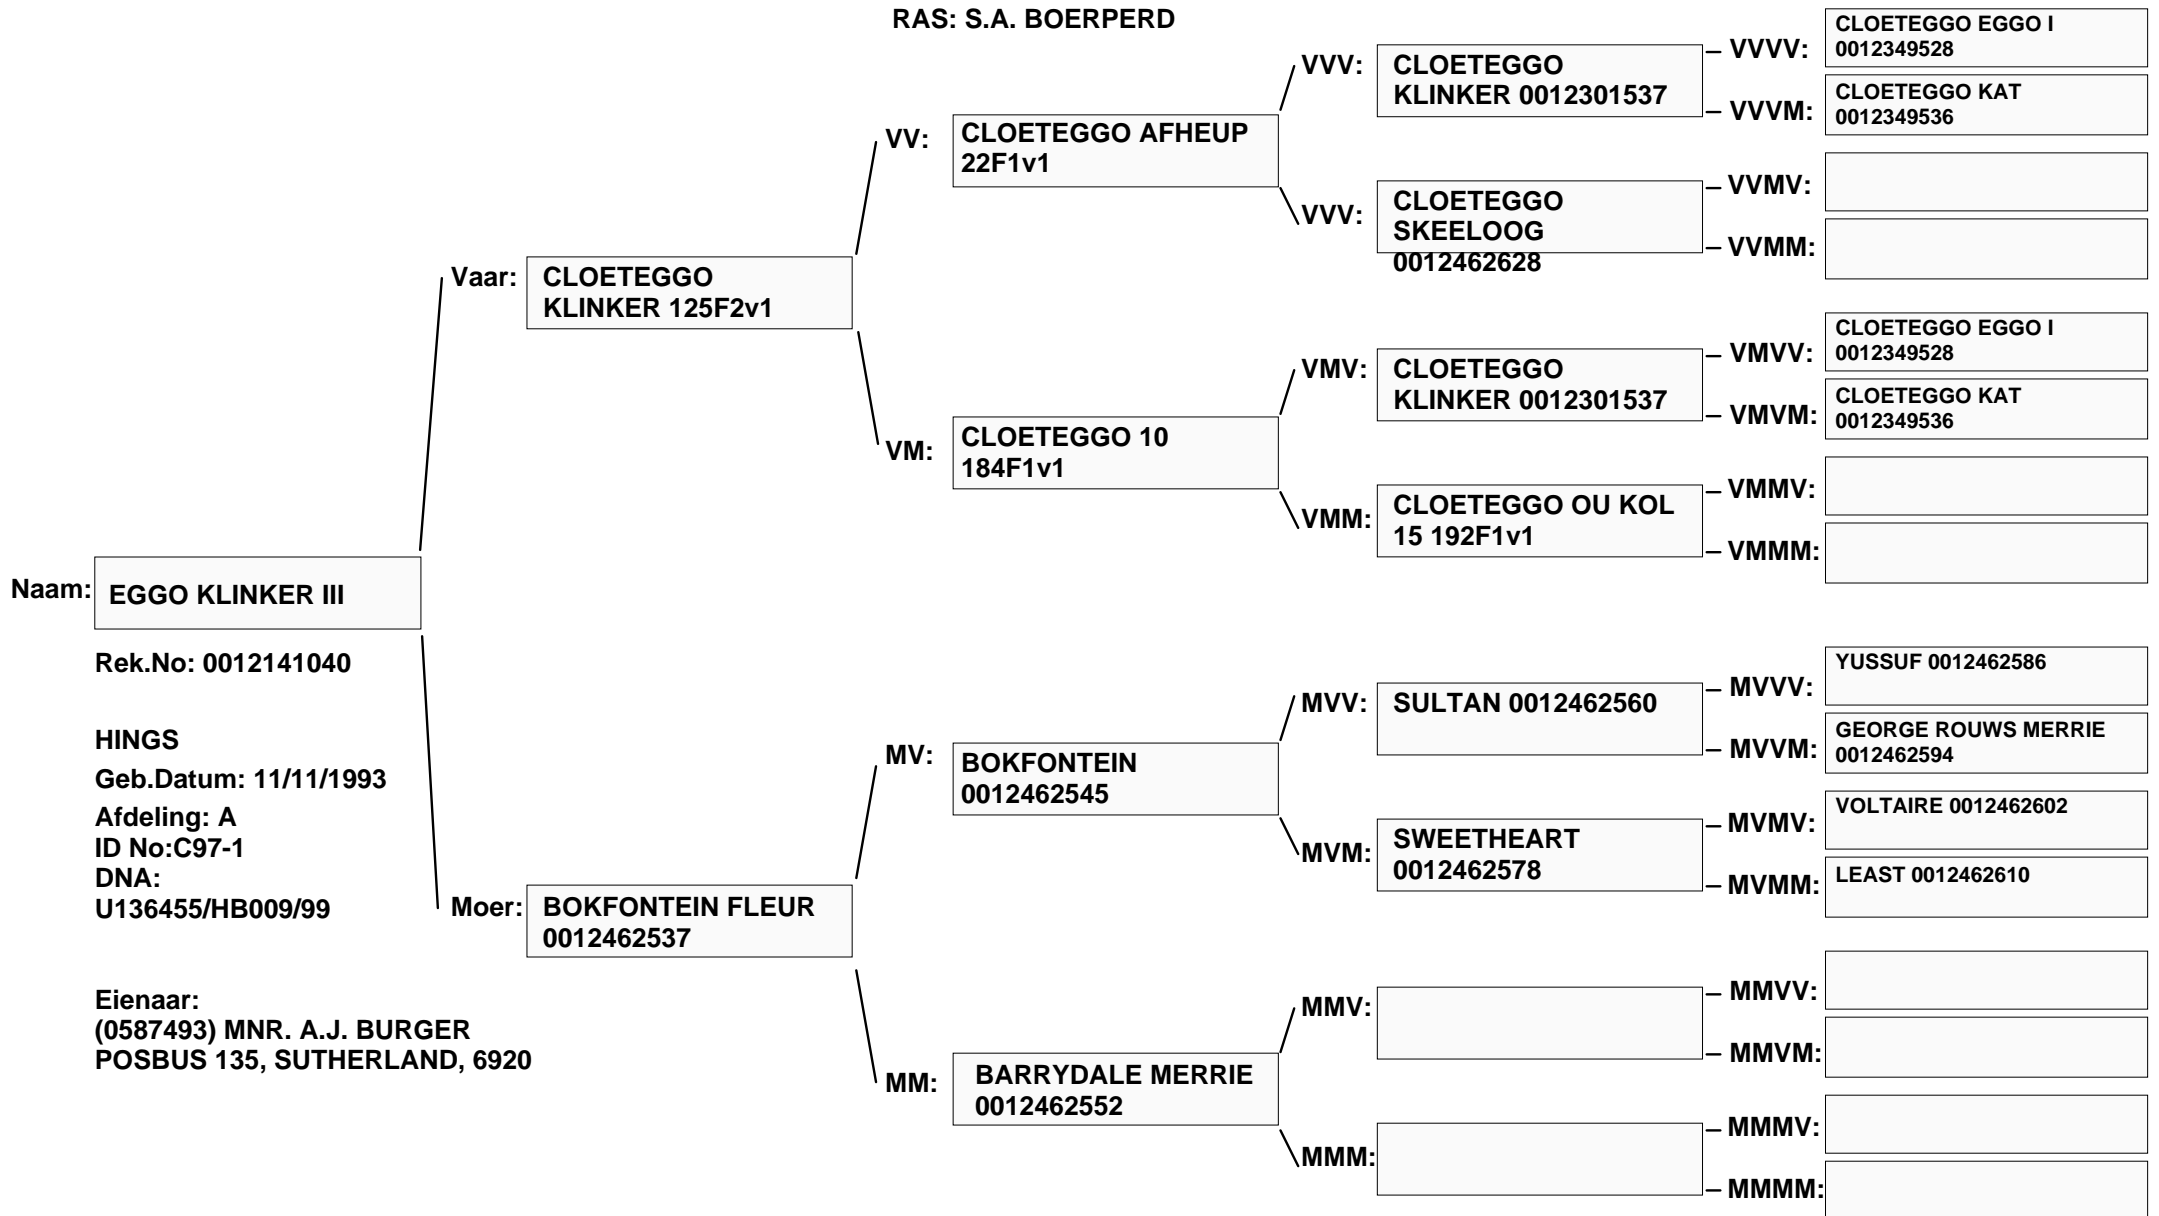 RAS: S.A. BOERPERD
Naam:
EGGO KLINKER III
Rek.No: 0012141040
HINGS
Geb.Datum: 11/11/1993
Afdeling: A
ID No:C97-1
DNA:
U136455/HB009/99
Eienaar:
(0587493) MNR. A.J. BURGER
POSBUS 135, SUTHERLAND, 6920
Vaar:
CLOETEGGO
KLINKER 125F2v1
Moer:
BOKFONTEIN FLEUR
0012462537
VV:
CLOETEGGO AFHEUP
22F1v1
VM:
CLOETEGGO 10
184F1v1
MV:
BOKFONTEIN
0012462545
MM:
BARRYDALE MERRIE
0012462552
VVV:
CLOETEGGO
KLINKER 0012301537
VVV:
CLOETEGGO
SKEELOOG
0012462628
VMV:
CLOETEGGO
KLINKER 0012301537
VMM:
CLOETEGGO OU KOL
15 192F1v1
MVV:
SULTAN 0012462560
MVM:
SWEETHEART
0012462578
MMV:
MMM:
– VVVV:
CLOETEGGO EGGO I
0012349528
– VVVM:
CLOETEGGO KAT
0012349536
– VVMV:
– VVMM:
– VMVV:
CLOETEGGO EGGO I
0012349528
– VMVM:
CLOETEGGO KAT
0012349536
– VMMV:
– VMMM:
– MVVV:
YUSSUF 0012462586
– MVVM:
GEORGE ROUWS MERRIE
0012462594
– MVMV:
VOLTAIRE 0012462602
– MVMM:
LEAST 0012462610
– MMVV:
– MMVM:
– MMMV:
– MMMM: